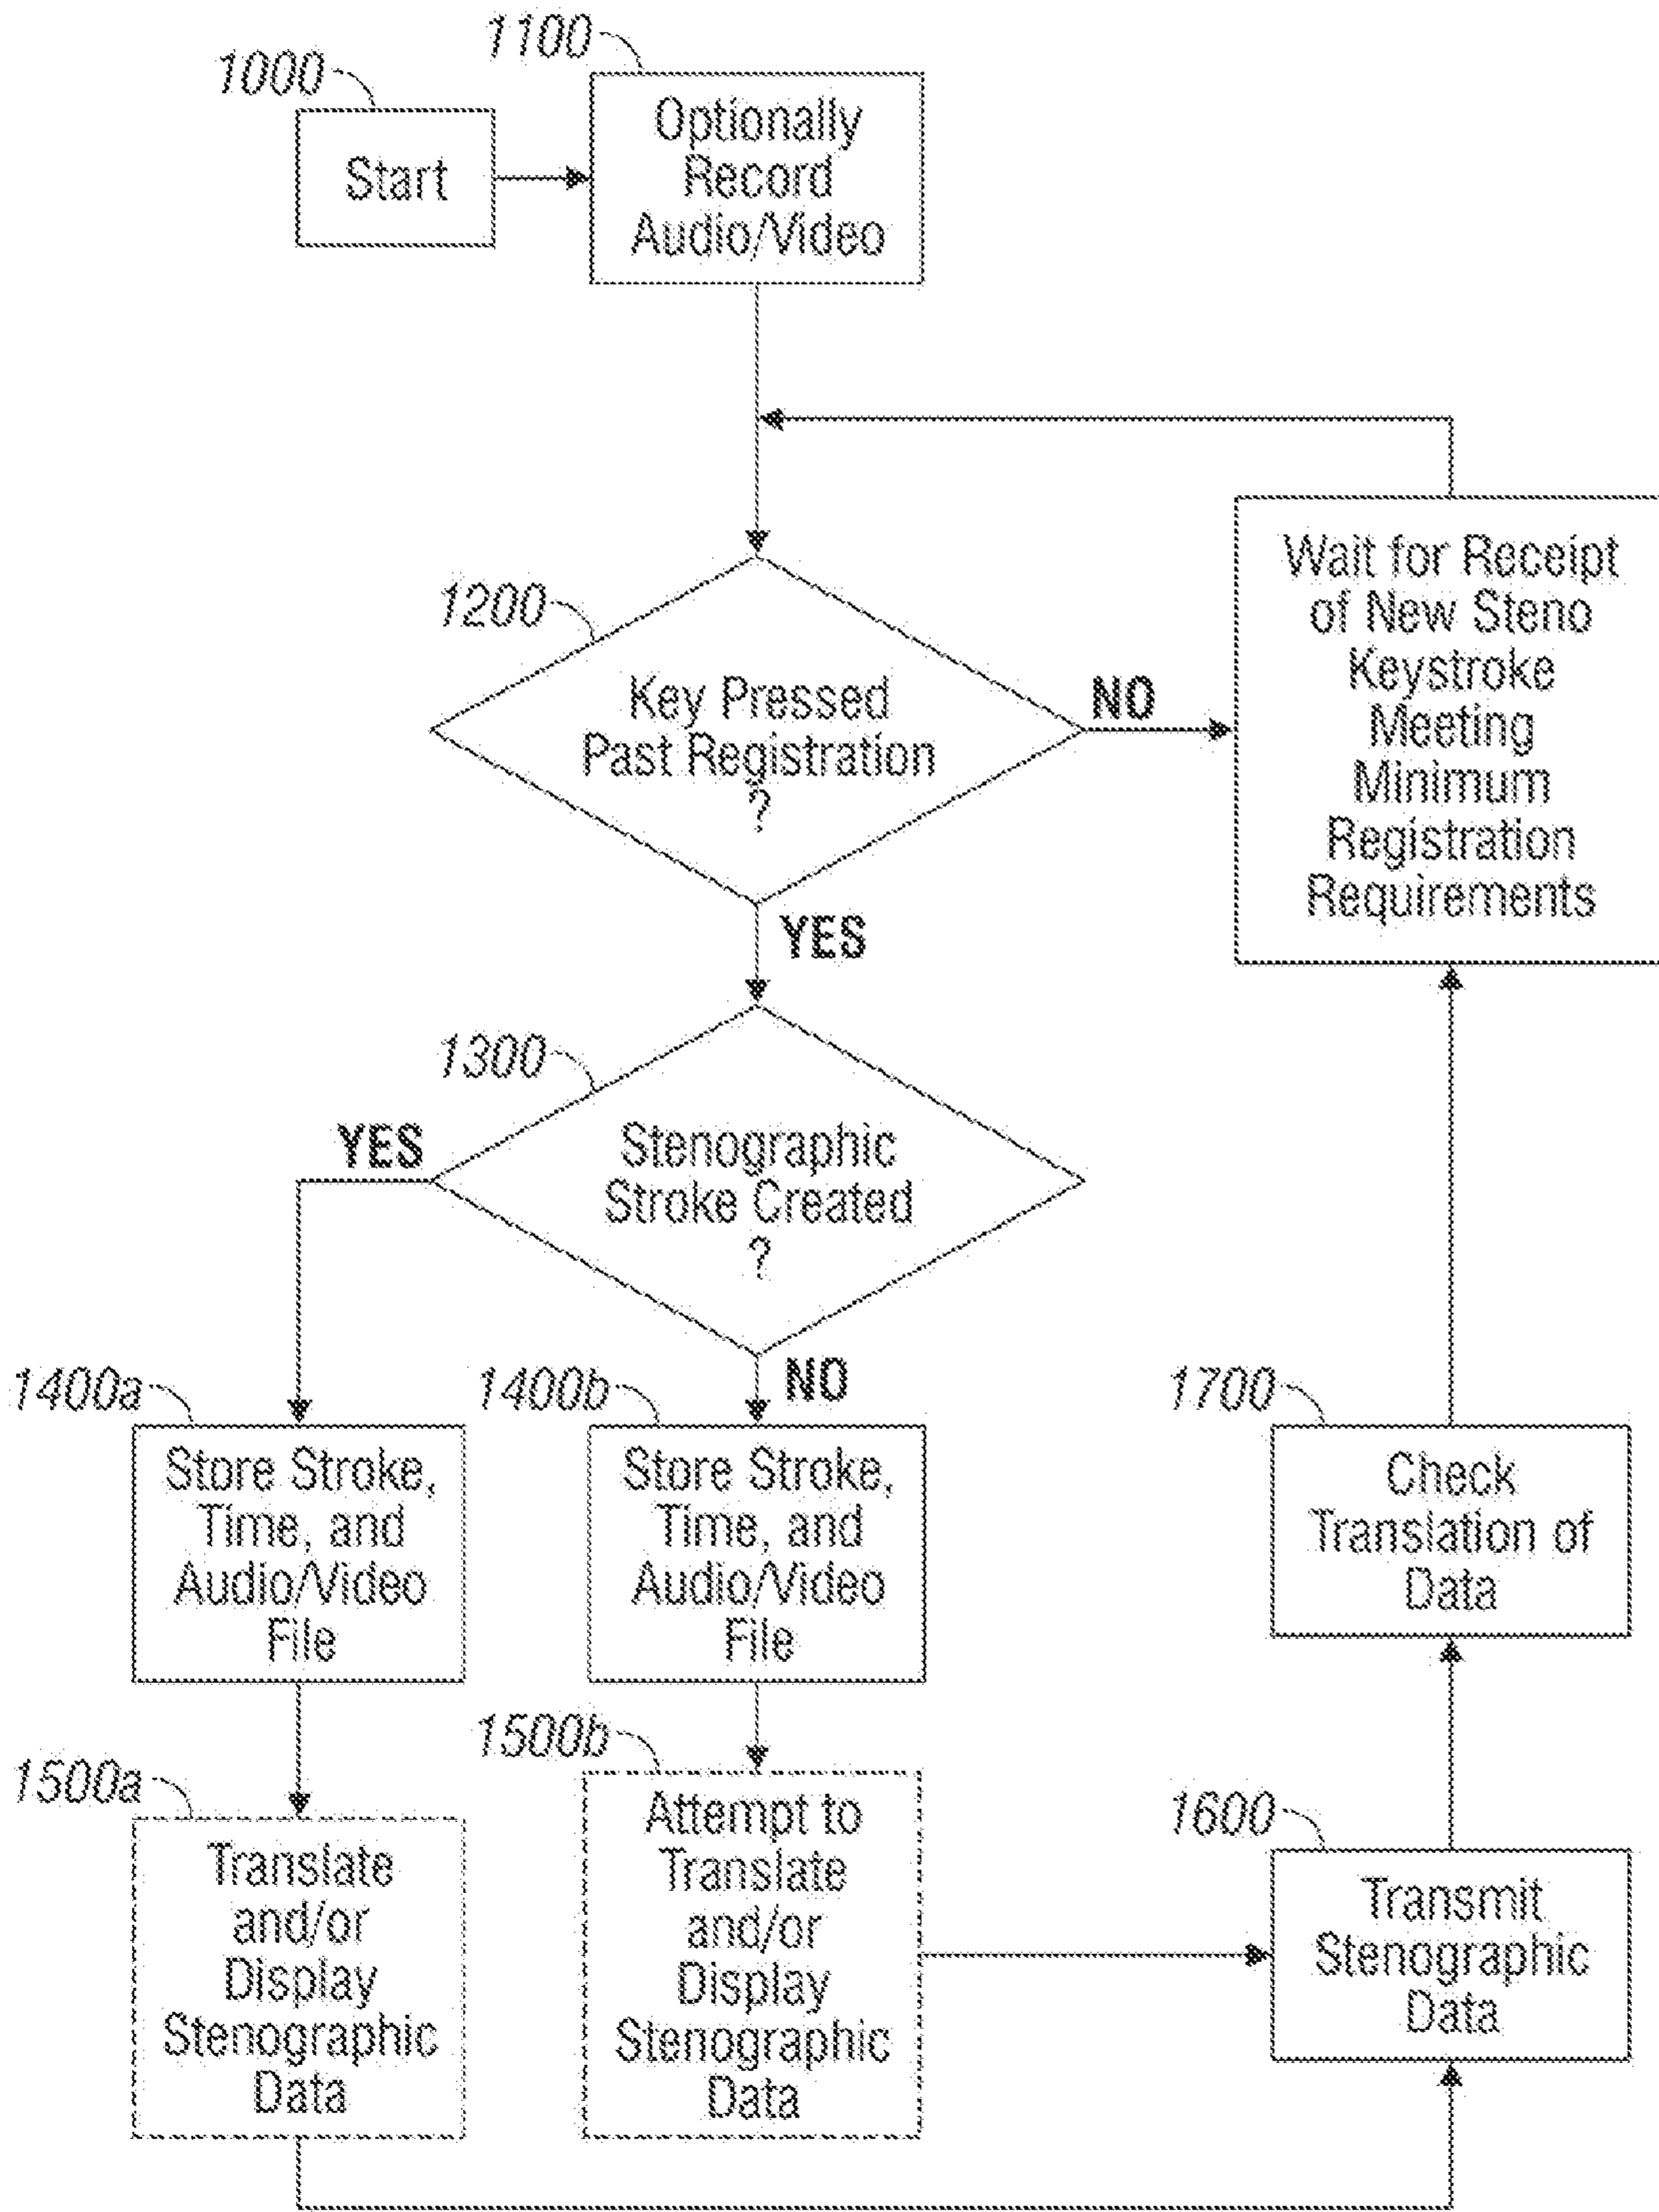 1000
Start
1100
Optionally
Record
Audio/Video
1200
Key Pressed
Past Registration
?
NO
Wait for Receipt
of New Steno
Keystroke
Meeting
Minimum
Registration
Requirements
YES
1300
Stenographic
Stroke Created
?
YES
NO
1400a
Store Stroke,
Time, and
Audio/Video
File
1400b
Store Stroke,
Time, and
Audio/Video
File
1500a
Translate
and/or
Display
Stenographic
Data
1500b
Attempt to
Translate
and/or
Display
Stenographic
Data
1600
Transmit
Stenographic
Data
1700
Check
Translation of
Data